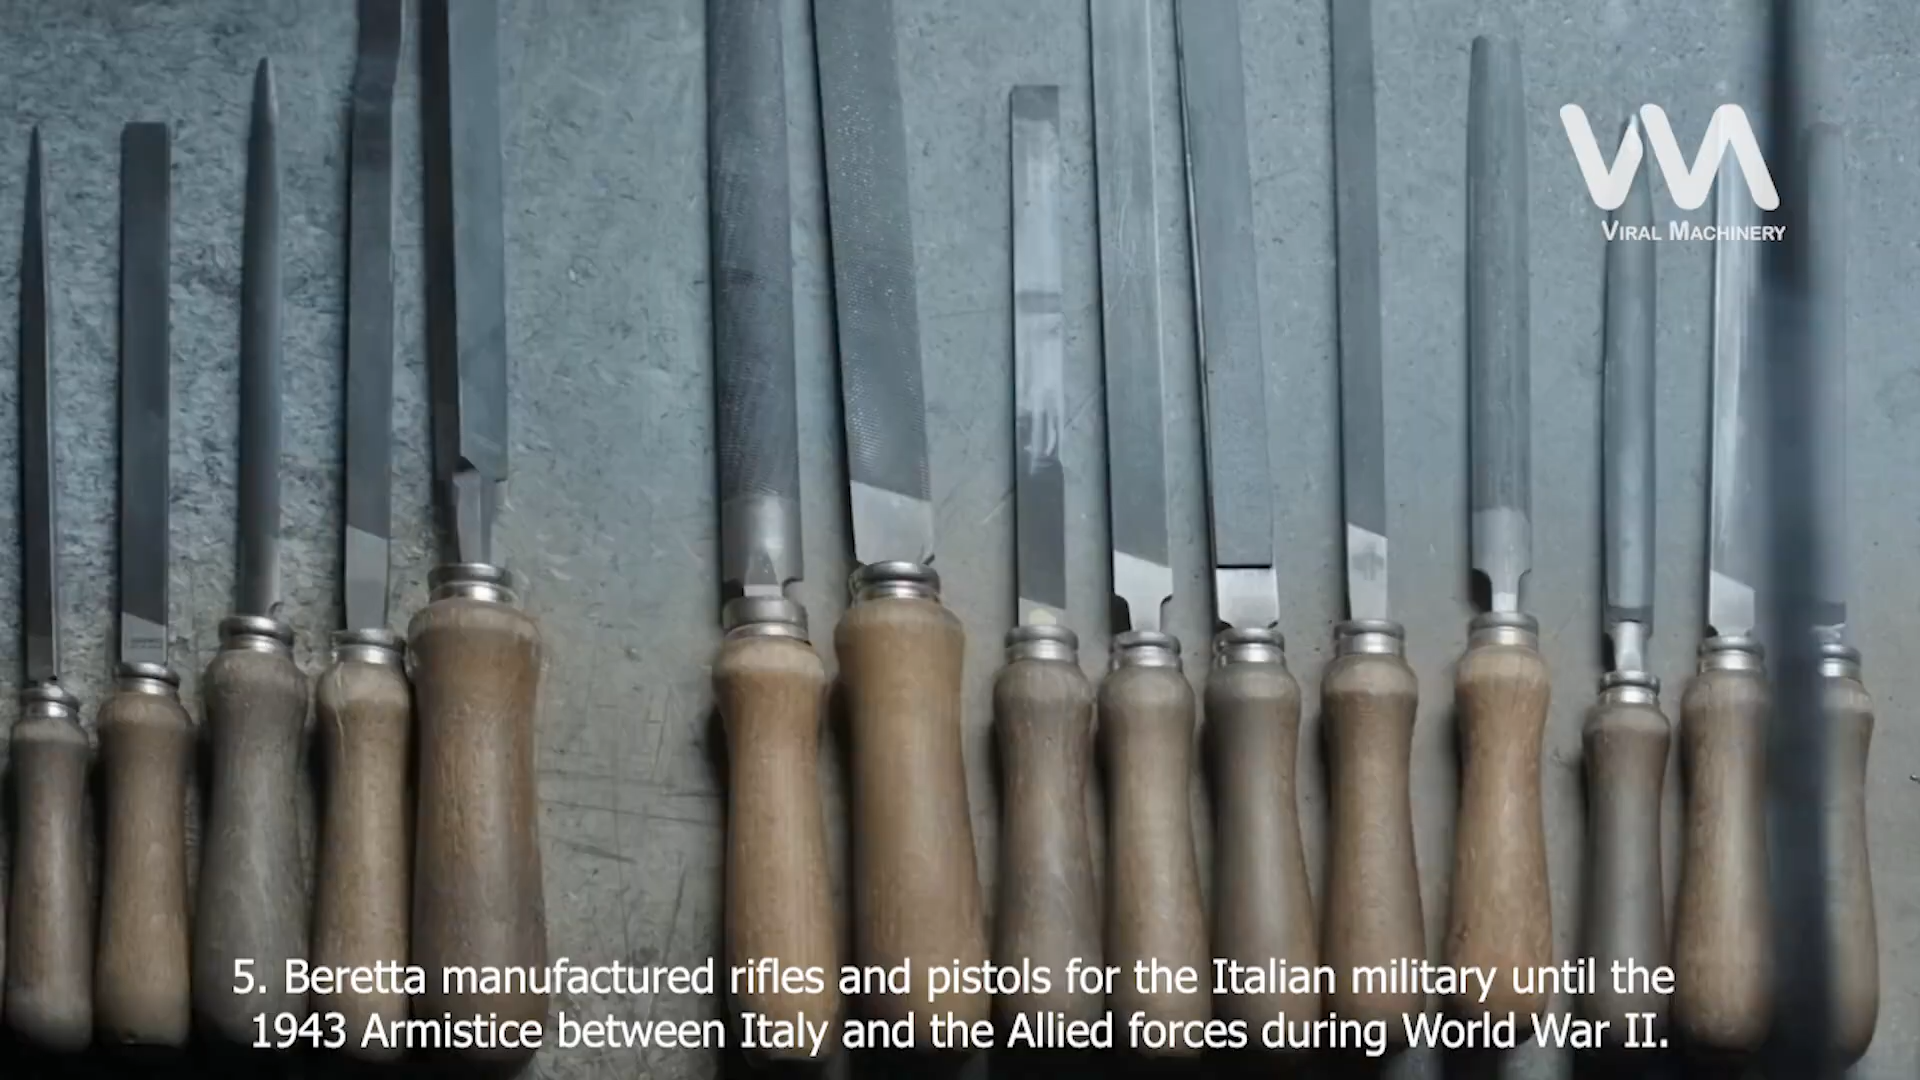 VM
VIRAL MACHINERY
5. Beretta manufactured rifles and pistols for the Italian military until the
1943 Armistice between Italy and the Allied forces during World War II.